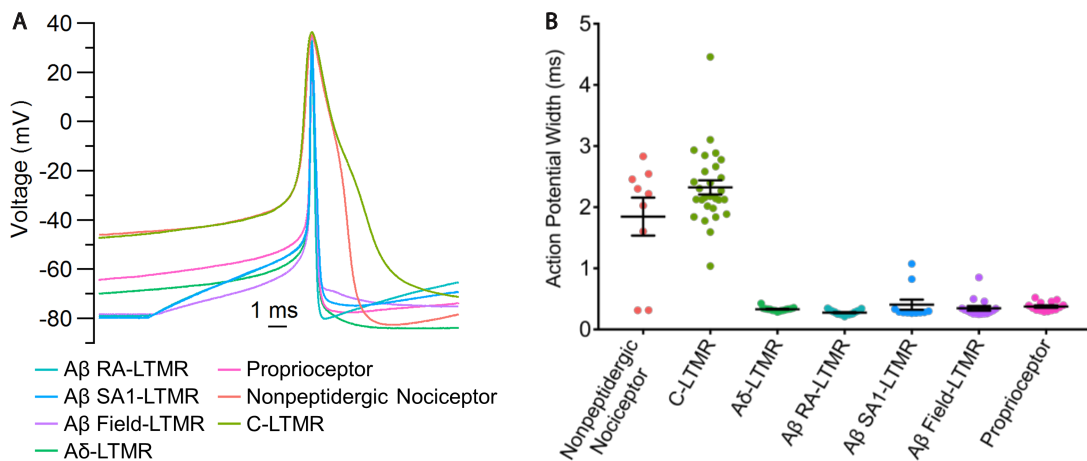 A
Voltage (mV)
40
20
0
-20
-40
-60
-80
1 ms
Aβ RA-LTMR
Aβ SA1-LTMR
Aβ Field-LTMR
Aδ-LTMR
Proprioceptor
Nonpeptidergic Nociceptor
C-LTMR
B
Action Potential Width (ms)
5
4
3
2
1
0
Nonpeptidergic
Nociceptor
C-LTMR
Aδ-LTMR
Aβ RA-LTMR
Aβ SA1-LTMR
Aβ Field-LTMR
Proprioceptor